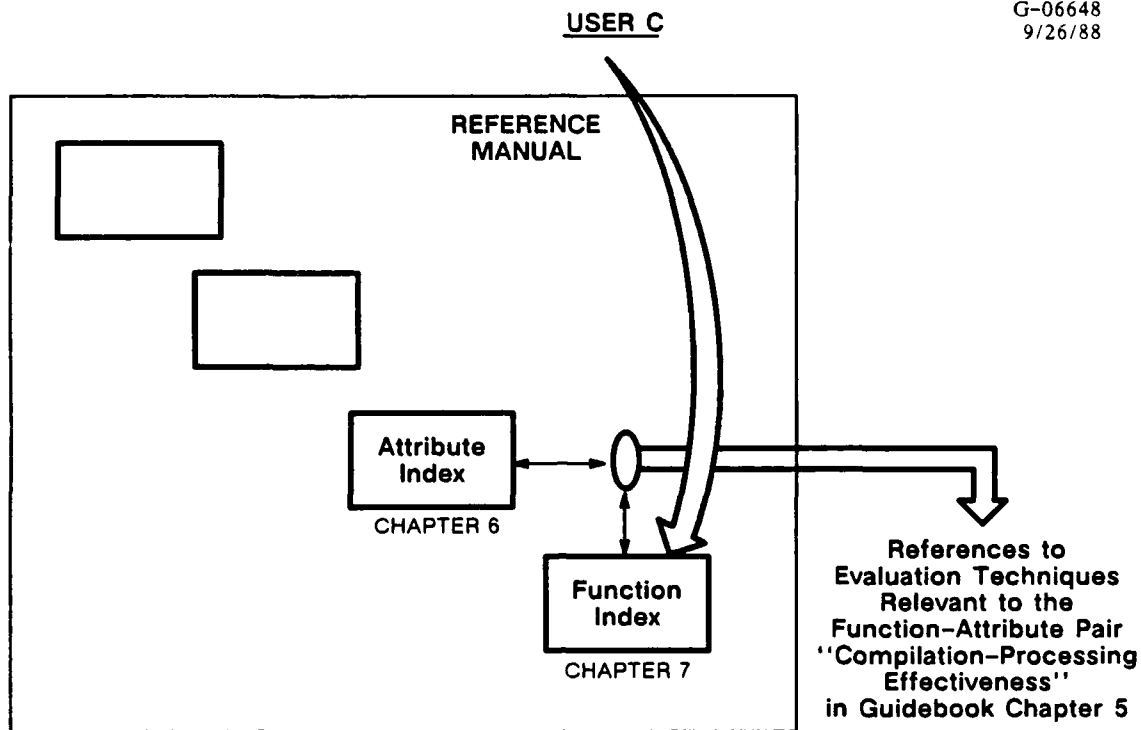 G-06648
9/26/88
USER C
REFERENCE
MANUAL
Attribute
Index
CHAPTER 6
Function
Index
CHAPTER 7
References to
Evaluation Techniques
Relevant to the
Function-Attribute Pair
''Compilation-Processing
Effectiveness''
in Guidebook Chapter 5